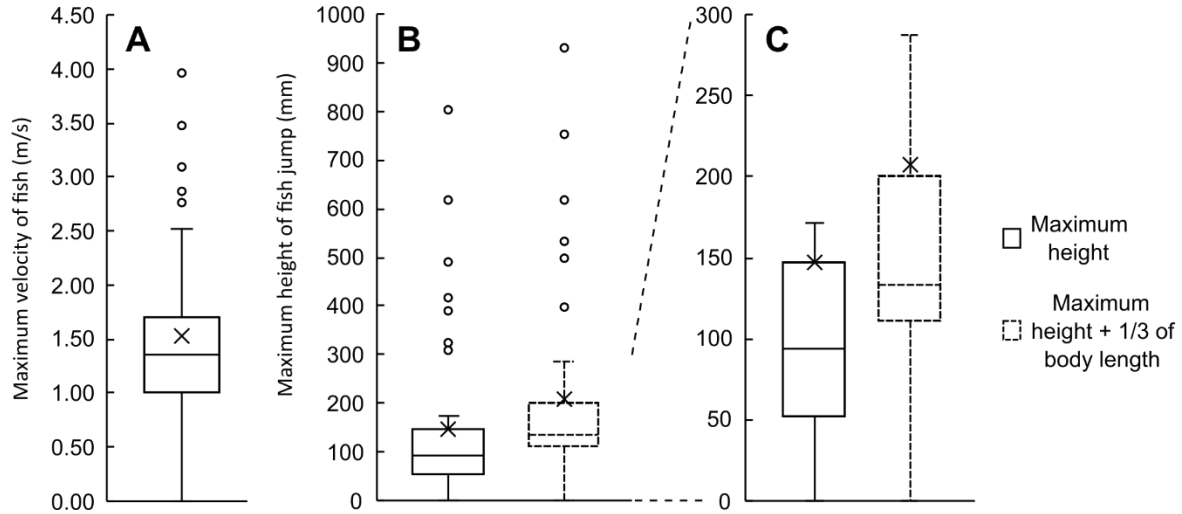 A
Maximum velocity of fish (m/s)
4.50
4.00
3.50
3.00
2.50
2.00
1.50
1.00
0.50
0.00
B
Maximum height of fish jump (mm)
1000
900
800
700
600
500
400
300
200
100
0
C
300
250
200
150
100
50
0
Maximum
height
Maximum
height + 1/3 of
body length